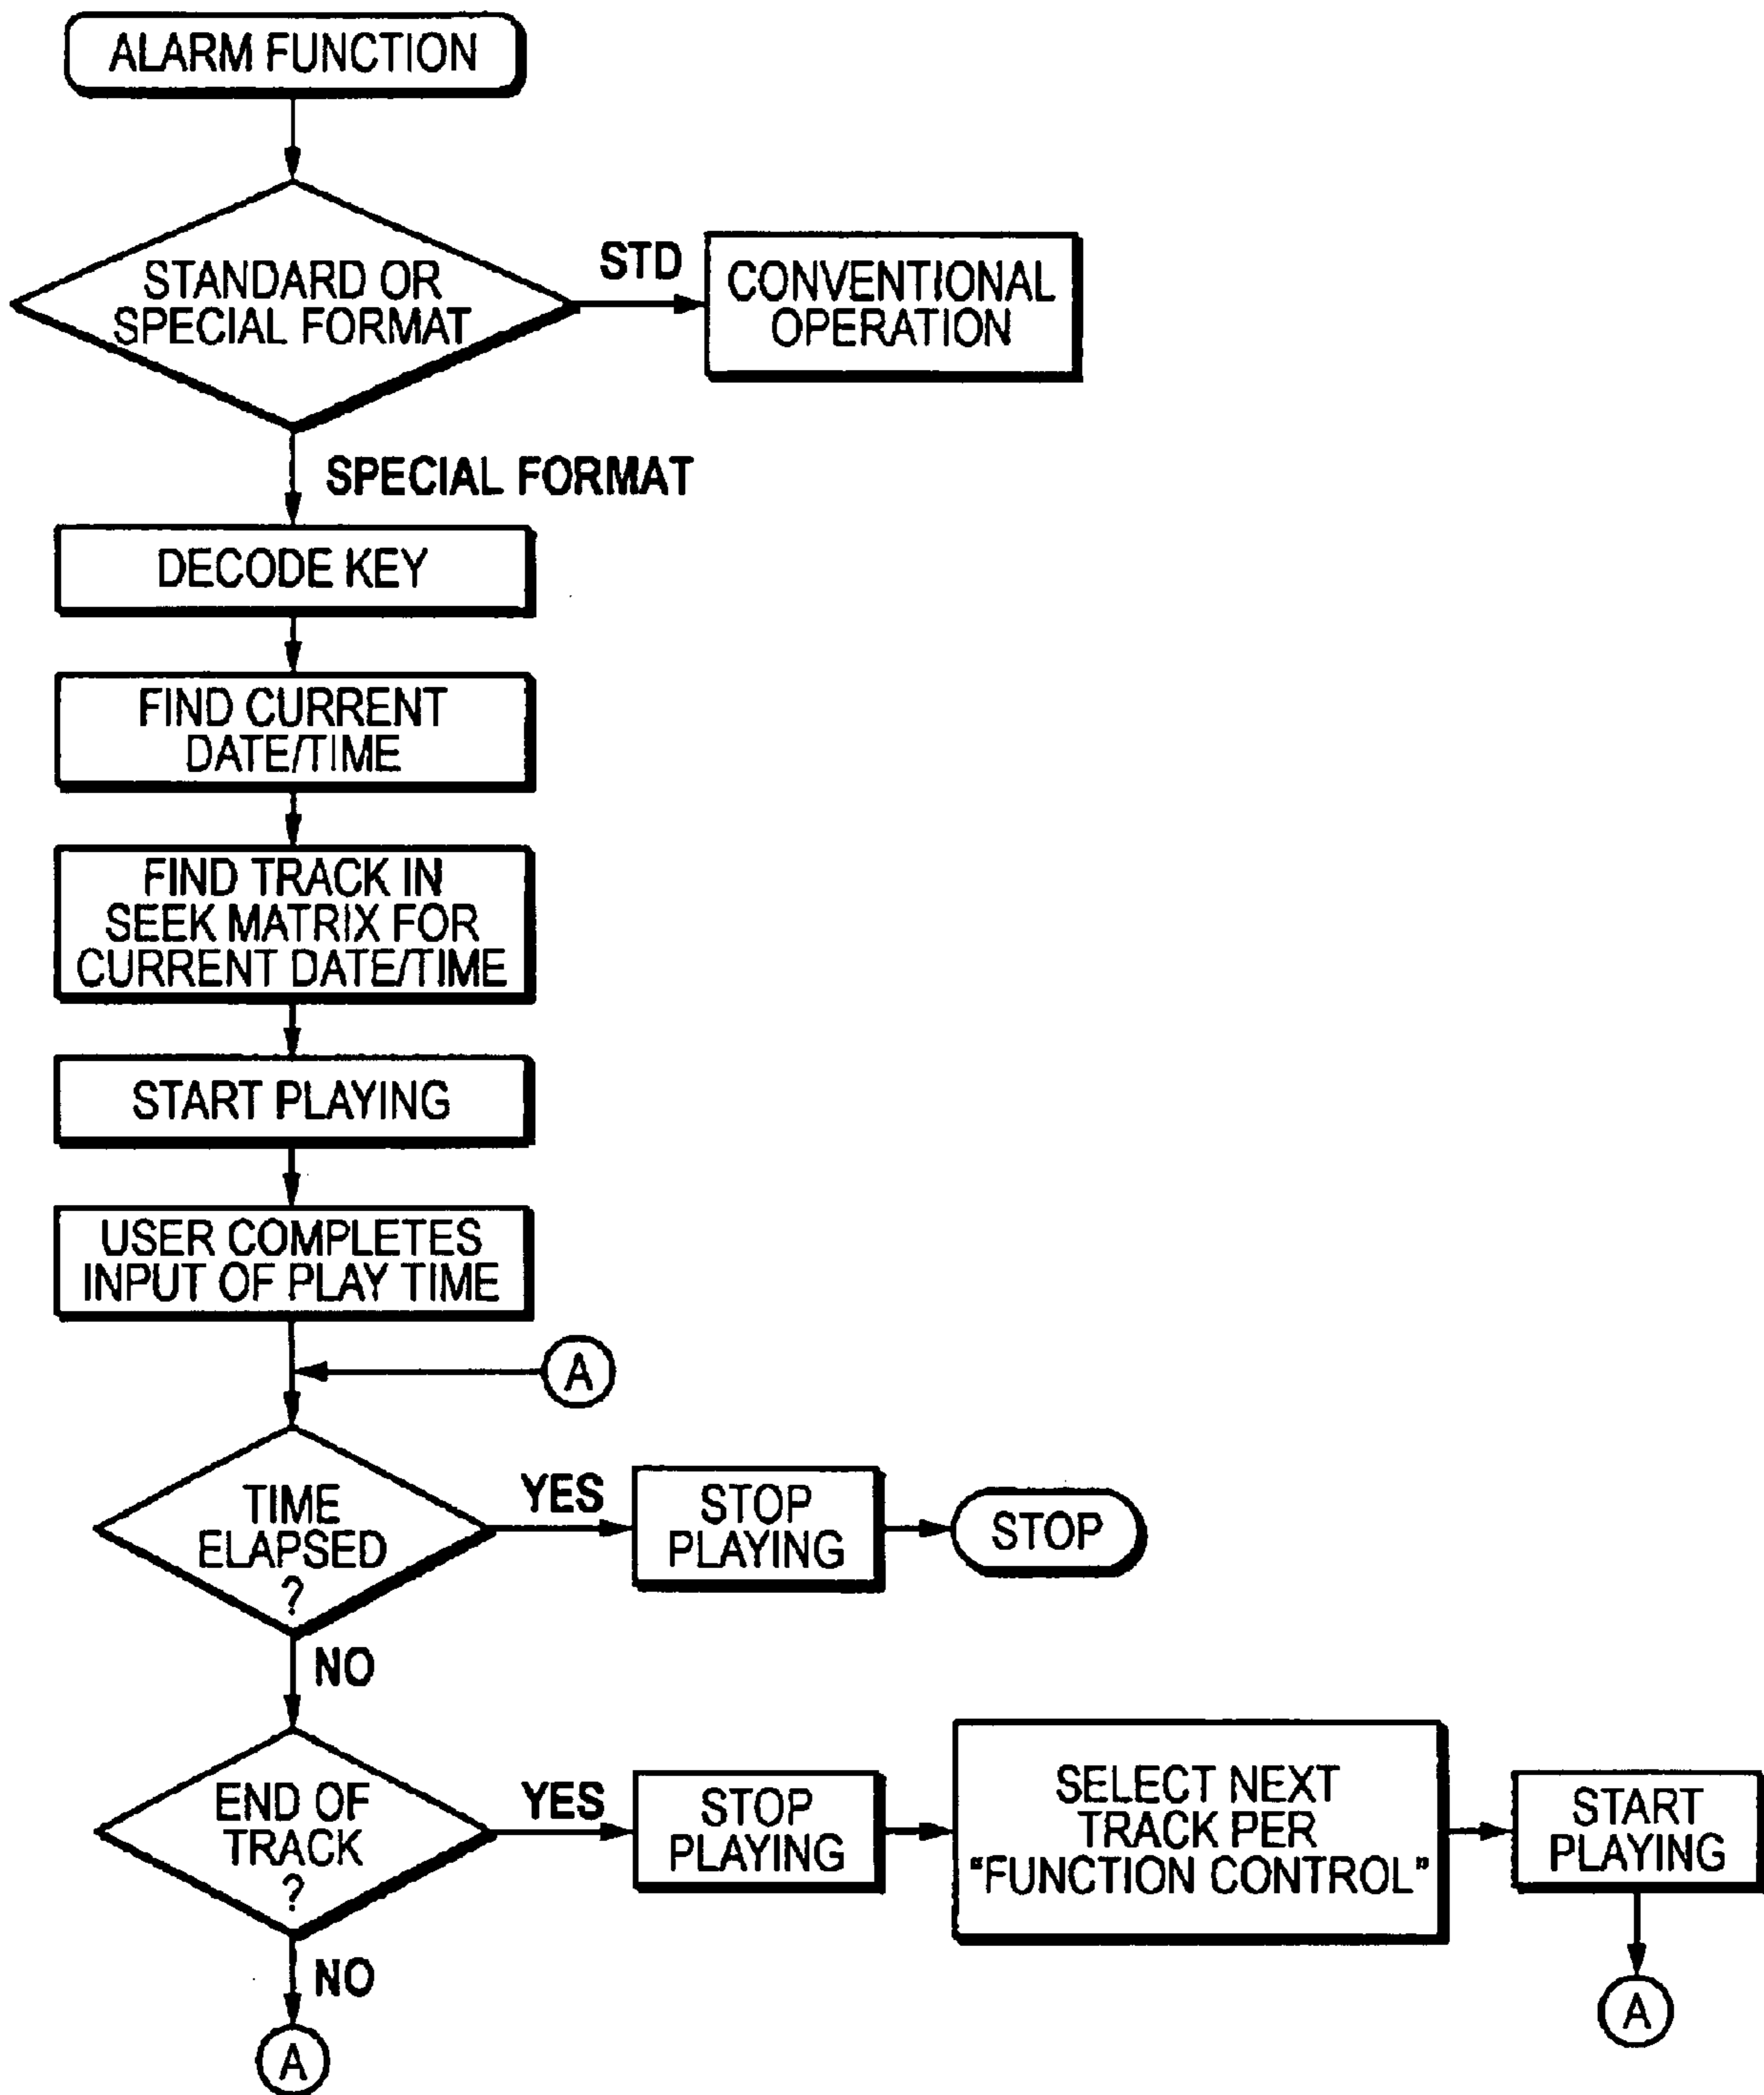 ALARM FUNCTION
STANDARD OR
SPECIAL FORMAT
STD
CONVENTIONAL
OPERATION
SPECIAL FORMAT
DECODE KEY
FIND CURRENT
DATE/TIME
FIND TRACK IN
SEEK MATRIX FOR
CURRENT DATE/TIME
START PLAYING
USER COMPLETES
INPUT OF PLAY TIME
A
TIME
ELAPSED
?
YES
STOP
PLAYING
STOP
NO
END OF
TRACK
?
YES
STOP
PLAYING
SELECT NEXT
TRACK PER
"FUNCTION CONTROL"
START
PLAYING
NO
A
A